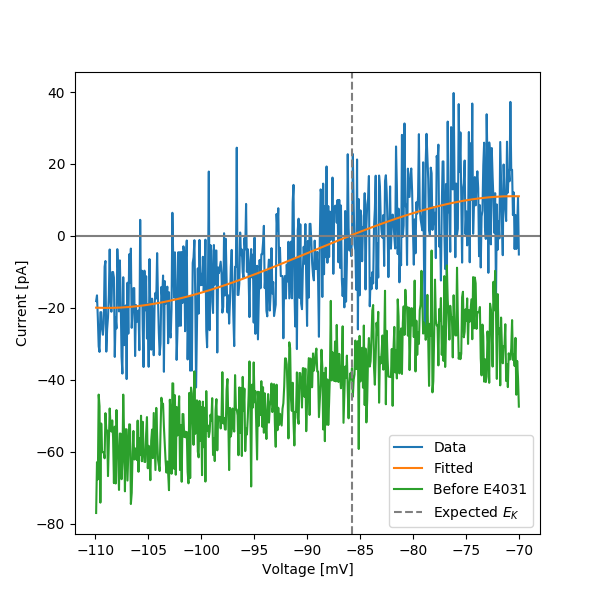 40
20
0
−20
−40
−60
−80
Current [pA]
−110 −105 −100 −95 −90 −85 −80 −75 −70
Voltage [mV]
Data
Fitted
Before E4031
Expected E_K